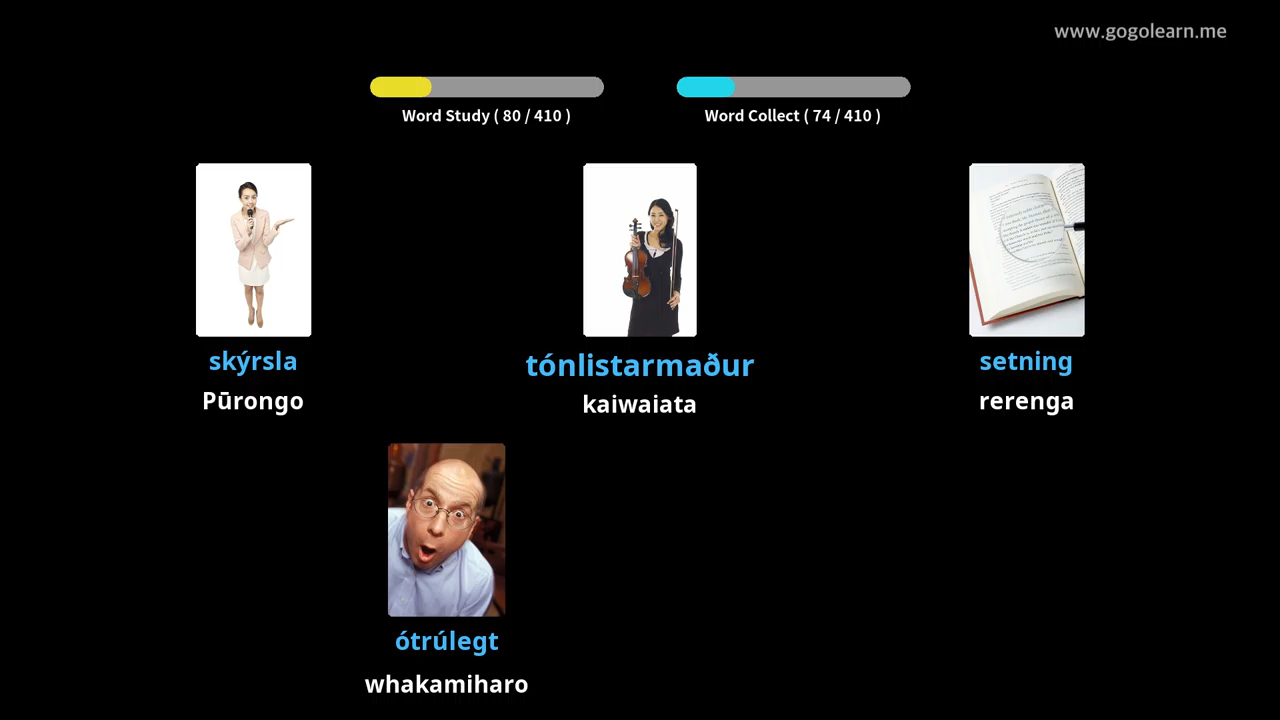 www.gogolearn.me
Word Study ( 80 / 410 )
Word Collect ( 74 / 410 )
skýrsla
Pūrongo
tónlistarmaður
kaiwaiata
setning
rerenga
ótrúlegt
whakamiharo